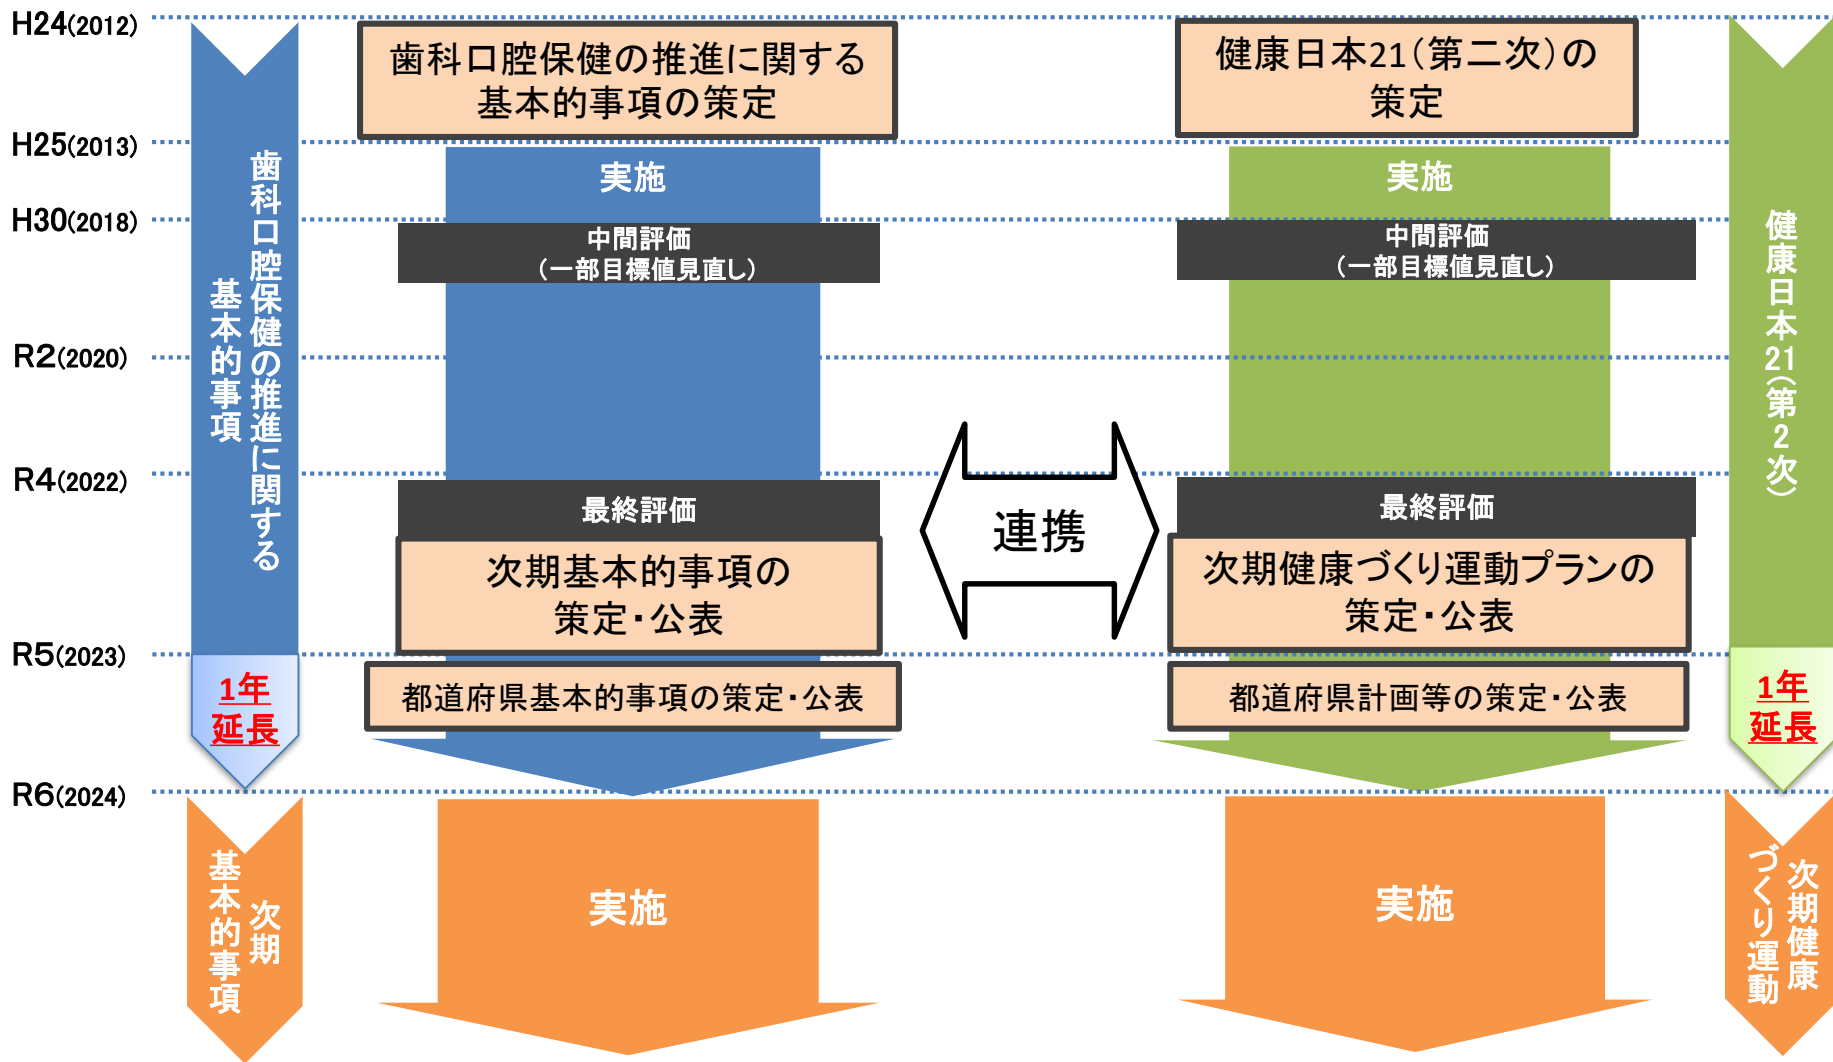 H24(2012)
歯科口腔保健の推進に関する
基本的事項の策定
健康日本21(第二次)の
策定
H25(2013)
実施
実施
H30(2018)
中間評価
(一部目標値見直し)
中間評価
(一部目標値見直し)
歯科口腔保健の推進に関する
基本的事項
健康日本21(第2次)
R2(2020)
R4(2022)
最終評価
最終評価
連携
次期基本的事項の
策定・公表
次期健康づくり運動プランの
策定・公表
R5(2023)
1年
延長
都道府県基本的事項の策定・公表
都道府県計画等の策定・公表
1年
延長
R6(2024)
次期
基本的事項
実施
実施
次期健康
づくり運動